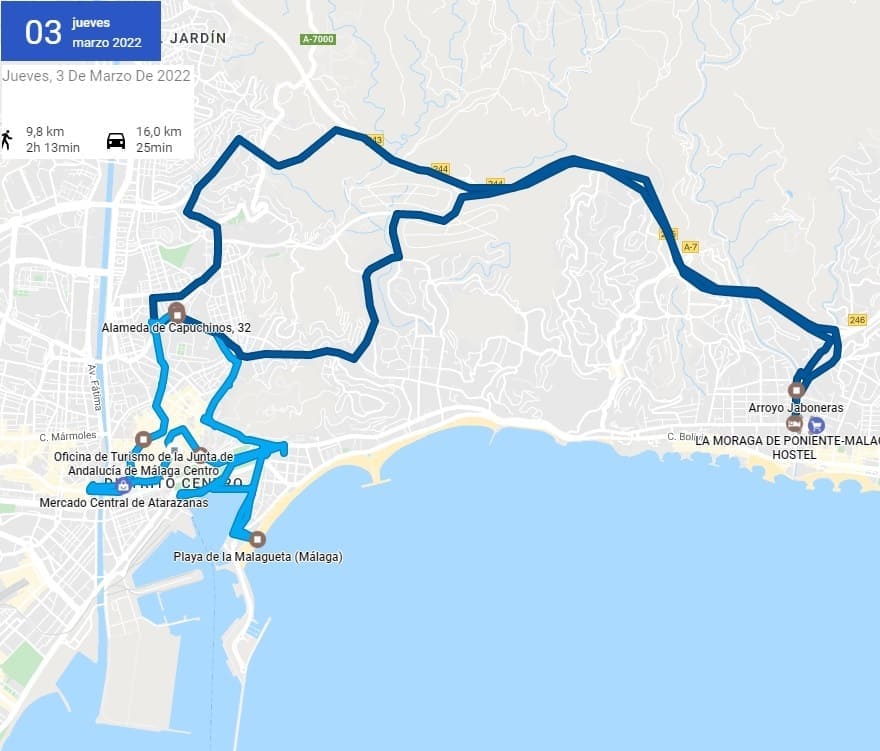 03 jueves
marzo 2022
JARDÍN
A-7000
Jueves, 3 De Marzo De 2022
9,8 km
2h 13min
16,0 km
25min
243
244
244
A-7
246
Alameda de Capuchinos, 32
Av. Fátima
Arroyo Jaboneras
C. Mármoles
C. Bolí
LA MORAGA DE PONIENTE-MALAG
HOSTEL
Oficina de Turismo de la Junta de
Andalucía de Málaga Centro
DISTRITO CENTRO
Mercado Central de Atarazanas
Playa de la Malagueta (Málaga)